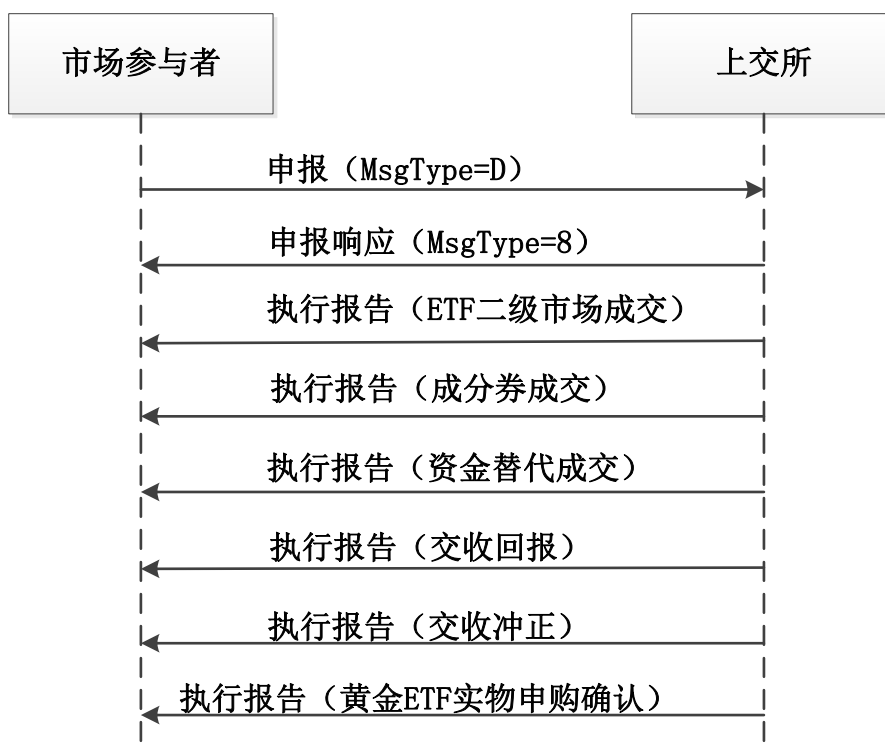 市场参与者
上交所
申报（MsgType=D）
申报响应（MsgType=8）
执行报告（ETF二级市场成交）
执行报告（成分券成交）
执行报告（资金替代成交）
执行报告（交收回报）
执行报告（交收冲正）
执行报告（黄金ETF实物申购确认）